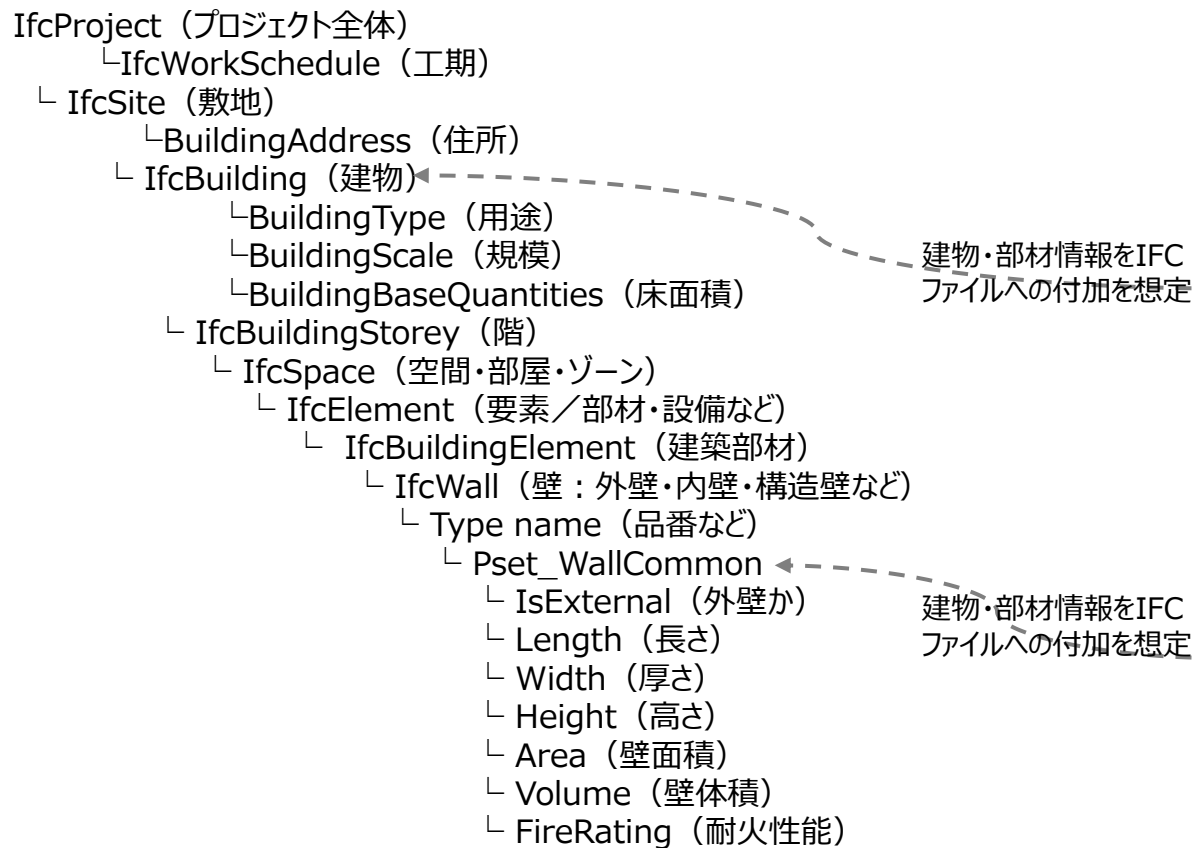 IfcProject（プロジェクト全体）
└IfcWorkSchedule（工期）
└ IfcSite（敷地）
└BuildingAddress（住所）
└ IfcBuilding（建物）
└BuildingType（用途）
└BuildingScale（規模）
└BuildingBaseQuantities（床面積）
建物・部材情報をIFC
ファイルへの付加を想定
└ IfcBuildingStorey（階）
└ IfcSpace（空間・部屋・ゾーン）
└ IfcElement（要素／部材・設備など）
└ IfcBuildingElement（建築部材）
└ IfcWall（壁：外壁・内壁・構造壁など）
└ Type name（品番など）
└ Pset_WallCommon
└ IsExternal（外壁か）
建物・部材情報をIFC
ファイルへの付加を想定
└ Length（長さ）
└ Width（厚さ）
└ Height（高さ）
└ Area（壁面積）
└ Volume（壁体積）
└ FireRating（耐火性能）